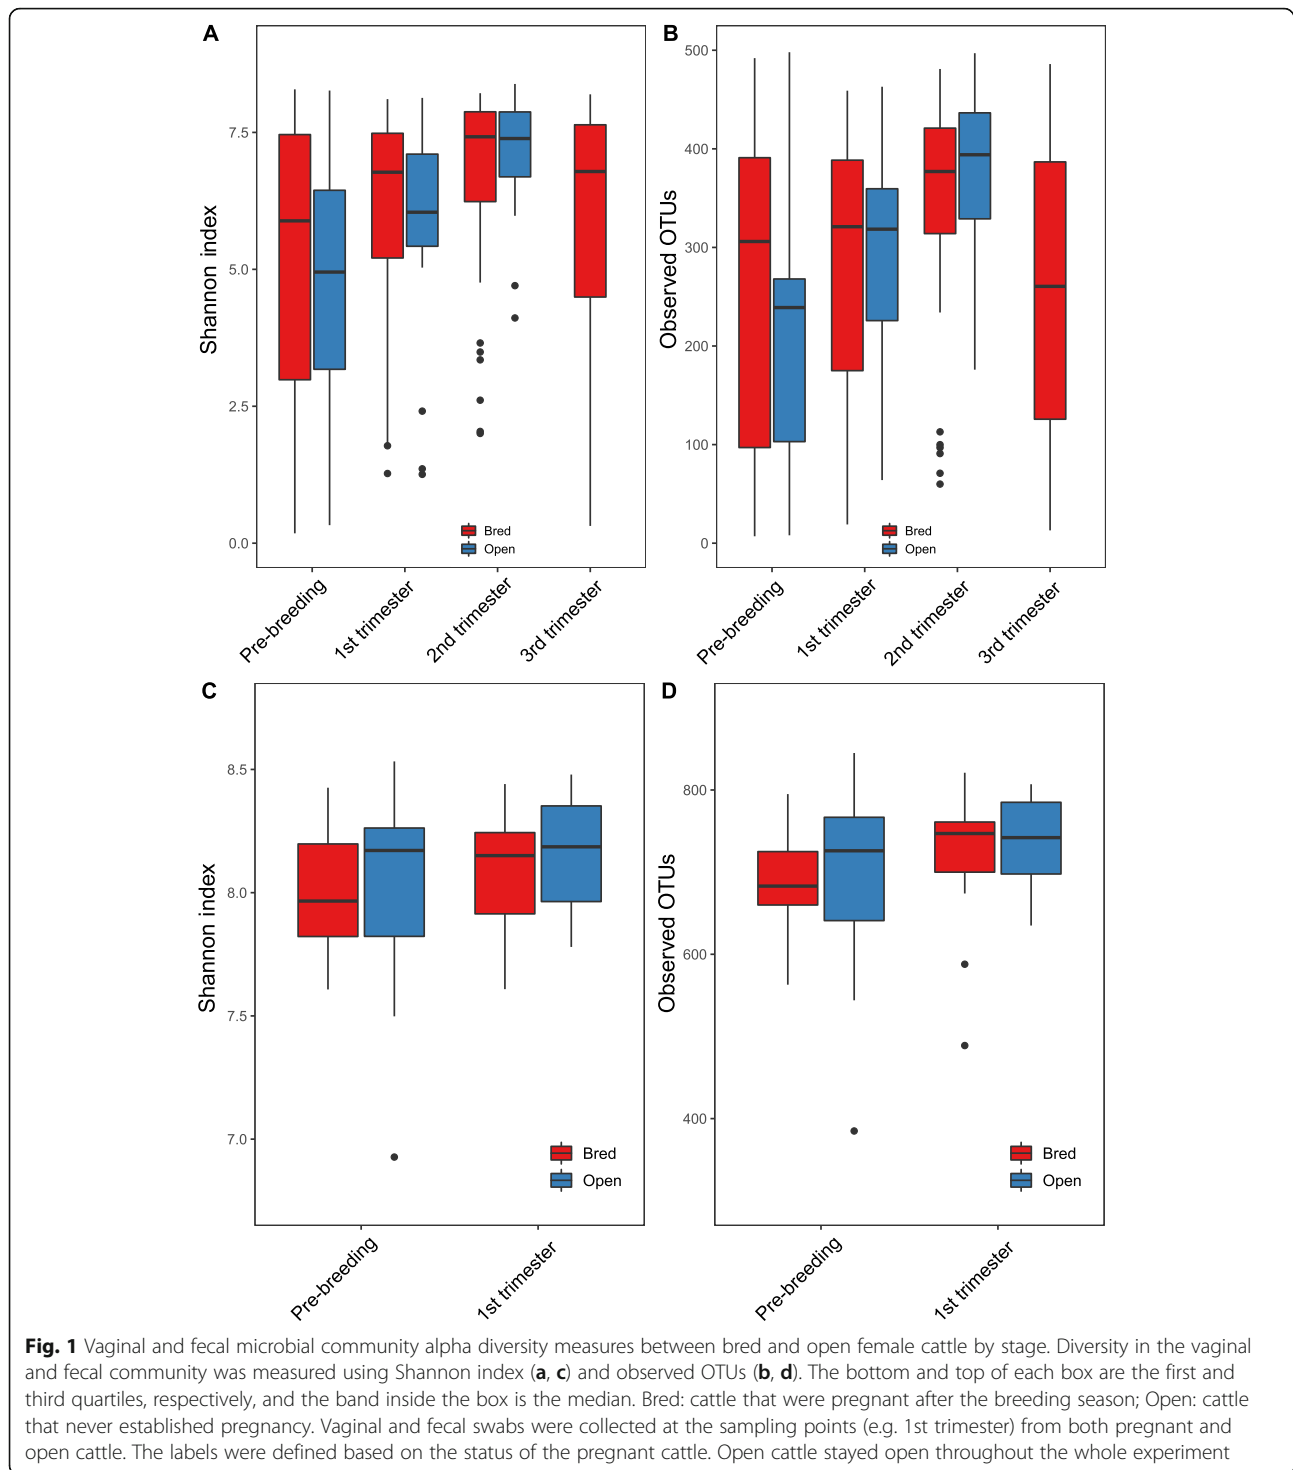 A
Shannon index
7.5
5.0
2.5
0.0
Bred
Open
Pre-breeding
1st trimester
2nd trimester
3rd trimester
B
Observed OTUs
500
400
300
200
100
0
Bred
Open
Pre-breeding
1st trimester
2nd trimester
3rd trimester
C
Shannon index
8.5
8.0
7.5
7.0
Bred
Open
Pre-breeding
1st trimester
D
Observed OTUs
800
600
400
Bred
Open
Pre-breeding
1st trimester
Fig. 1 Vaginal and fecal microbial community alpha diversity measures between bred and open female cattle by stage. Diversity in the vaginal
and fecal community was measured using Shannon index (a, c) and observed OTUs (b, d). The bottom and top of each box are the first and
third quartiles, respectively, and the band inside the box is the median. Bred: cattle that were pregnant after the breeding season; Open: cattle
that never established pregnancy. Vaginal and fecal swabs were collected at the sampling points (e.g. 1st trimester) from both pregnant and
open cattle. The labels were defined based on the status of the pregnant cattle. Open cattle stayed open throughout the whole experiment